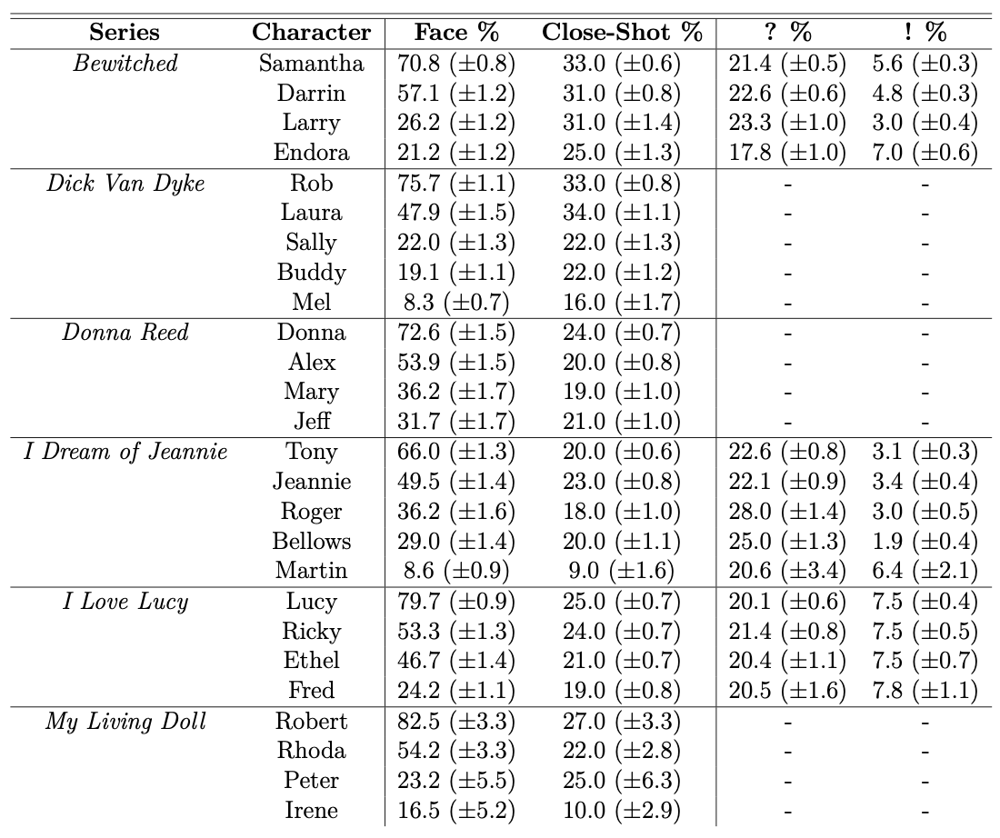 Series Character Face % Close-Shot % ? % ! %
Bewitched Samantha 70.8 (±0.8) 33.0 (±0.6) 21.4 (±0.5) 5.6 (±0.3)
Darrin 57.1 (±1.2) 31.0 (±0.8) 22.6 (±0.6) 4.8 (±0.3)
Larry 26.2 (±1.2) 31.0 (±1.4) 23.3 (±1.0) 3.0 (±0.4)
Endora 21.2 (±1.2) 25.0 (±1.3) 17.8 (±1.0) 7.0 (±0.6)
Dick Van Dyke Rob 75.7 (±1.1) 33.0 (±0.8) - -
Laura 47.9 (±1.5) 34.0 (±1.1) - -
Sally 22.0 (±1.3) 22.0 (±1.3) - -
Buddy 19.1 (±1.1) 22.0 (±1.2) - -
Mel 8.3 (±0.7) 16.0 (±1.7) - -
Donna Reed Donna 72.6 (±1.5) 24.0 (±0.7) - -
Alex 53.9 (±1.5) 20.0 (±0.8) - -
Mary 36.2 (±1.7) 19.0 (±1.0) - -
Jeff 31.7 (±1.7) 21.0 (±1.0) - -
I Dream of Jeannie Tony 66.0 (±1.3) 20.0 (±0.6) 22.6 (±0.8) 3.1 (±0.3)
Jeannie 49.5 (±1.4) 23.0 (±0.8) 22.1 (±0.9) 3.4 (±0.4)
Roger 36.2 (±1.6) 18.0 (±1.0) 28.0 (±1.4) 3.0 (±0.5)
Bellows 29.0 (±1.4) 20.0 (±1.1) 25.0 (±1.3) 1.9 (±0.4)
Martin 8.6 (±0.9) 9.0 (±1.6) 20.6 (±3.4) 6.4 (±2.1)
I Love Lucy Lucy 79.7 (±0.9) 25.0 (±0.7) 20.1 (±0.6) 7.5 (±0.4)
Ricky 53.3 (±1.3) 24.0 (±0.7) 21.4 (±0.8) 7.5 (±0.5)
Ethel 46.7 (±1.4) 21.0 (±0.7) 20.4 (±1.1) 7.5 (±0.7)
Fred 24.2 (±1.1) 19.0 (±0.8) 20.5 (±1.6) 7.8 (±1.1)
My Living Doll Robert 82.5 (±3.3) 27.0 (±3.3) - -
Rhoda 54.2 (±3.3) 22.0 (±2.8) - -
Peter 23.2 (±5.5) 25.0 (±6.3) - -
Irene 16.5 (±5.2) 10.0 (±2.9) - -